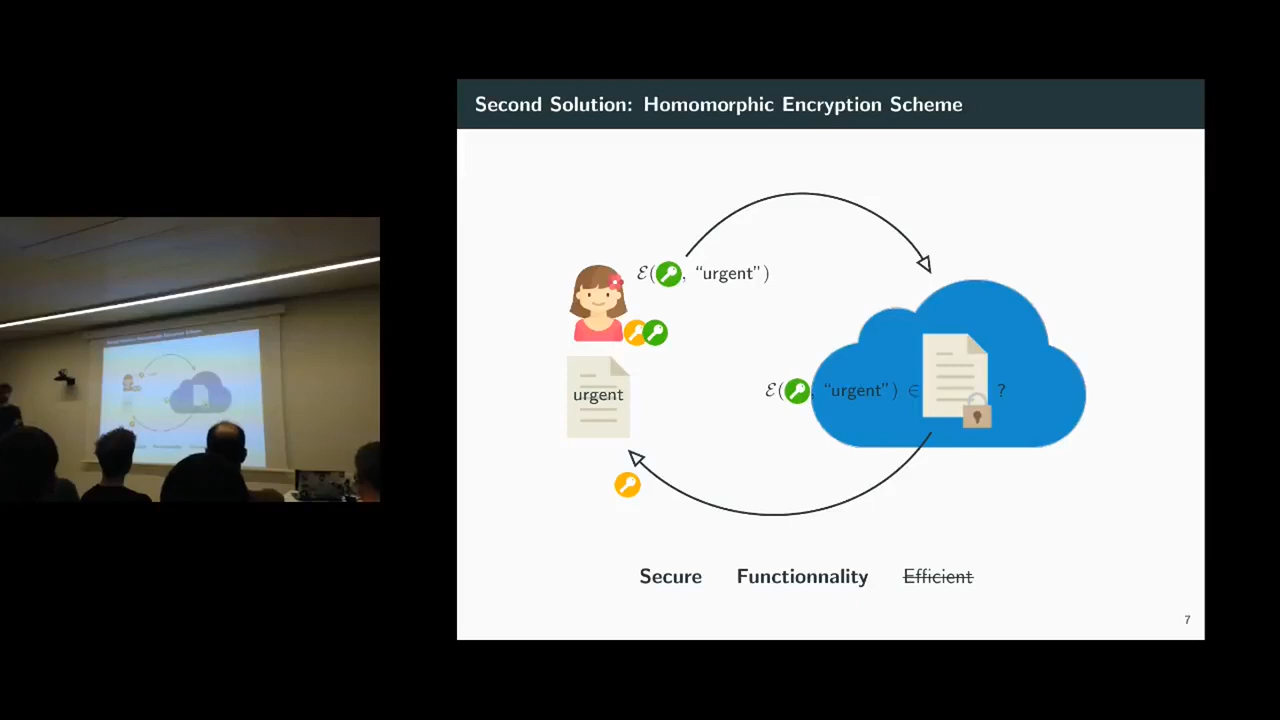 Second Solution: Homomorphic Encryption Scheme
ℰ( , “urgent”)
urgent
ℰ( , “urgent”) ∈ ?
Secure Functionnality Efficient
7